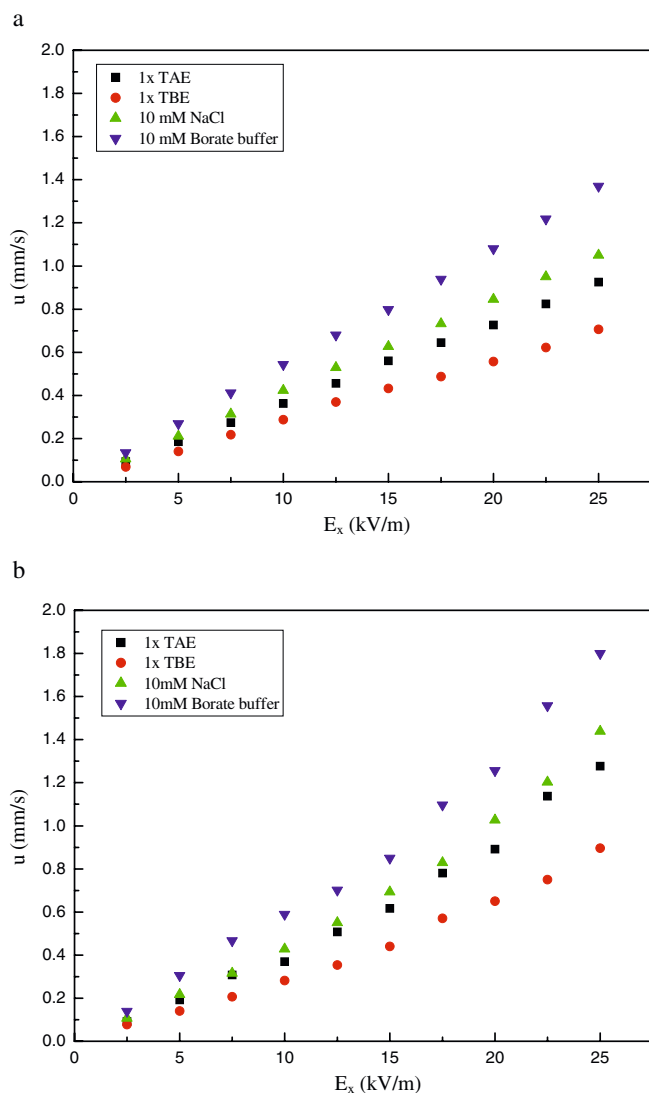 a
2.0
1.8
1.6
1.4
1.2
1.0
0.8
0.6
0.4
0.2
0.0
u (mm/s)
1x TAE
1x TBE
10 mM NaCl
10 mM Borate buffer
0 5 10 15 20 25
E_x (kV/m)
b
2.0
1.8
1.6
1.4
1.2
1.0
0.8
0.6
0.4
0.2
0.0
u (mm/s)
1x TAE
1x TBE
10mM NaCl
10mM Borate buffer
0 5 10 15 20 25
E_x (kV/m)